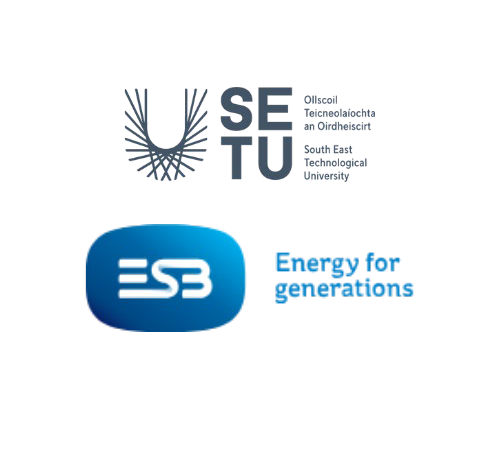 SE
TU
Ollscoil
Teicneolaíochta
an Oirdheiscirt
South East
Technological
University
ESB
Energy for
generations